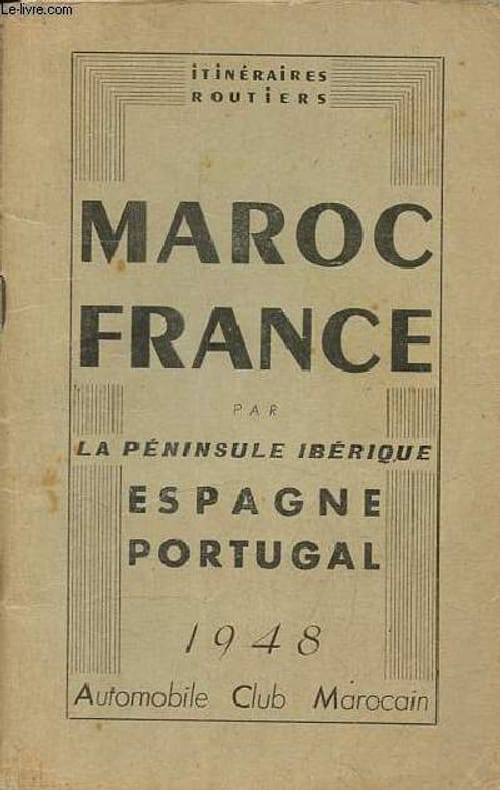 Le-livre.com
iTiNÉRAiRES
ROUTiERS
MAROC
FRANCE
PAR
LA PÉNINSULE IBÉRIQUE
ESPAGNE
PORTUGAL
1948
Automobile Club Marocain